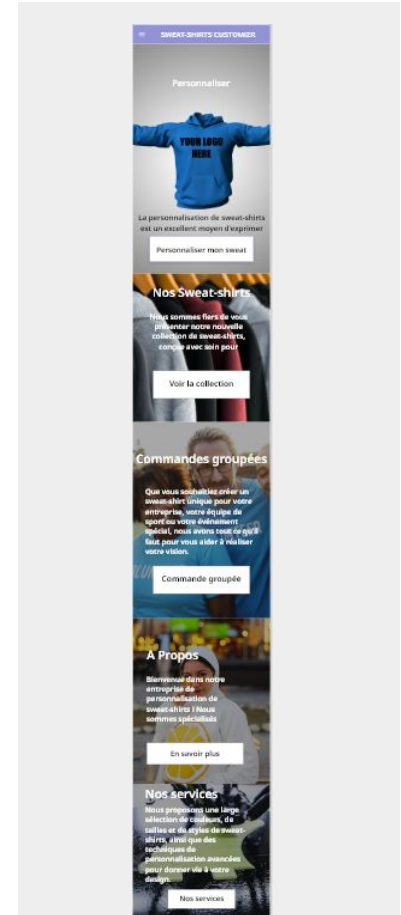 SWEAT-SHIRTS CUSTOMIZR
Personnaliser
YOUR LOGO
HERE
La personnalisation de sweat-shirts
est un excellent moyen d'exprimer
Personnaliser mon sweat
Nos Sweat-shirts
Nous sommes fiers de vous
présenter notre nouvelle
collection de sweat-shirts,
conçue avec soin pour
Voir la collection
Commandes groupées
Que vous souhaitiez créer un
sweat-shirt unique pour votre
entreprise, votre équipe de
sport ou votre événement
spécial, nous avons tout ce qu'il
faut pour vous aider à réaliser
votre vision.
Commande groupée
À Propos
Bienvenue dans notre
entreprise de
personnalisation de
sweat-shirts ! Nous
sommes spécialisés
En savoir plus
Nos services
Nous proposons une large
sélection de couleurs, de
tailles et de styles de sweat-
shirts, ainsi que des
techniques de
personnalisation avancées
pour donner vie à votre
design.
Nos services